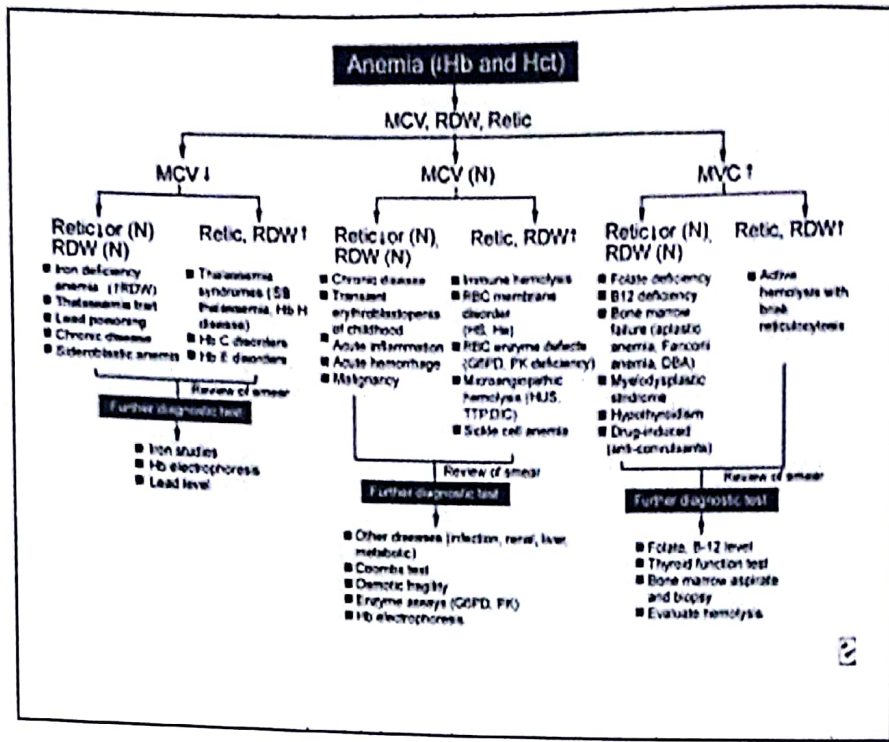 Anemia (↓Hb and Hct)
MCV, RDW, Retic
MCV ↓
MCV (N)
MVC ↑
Retic↓or (N)
RDW (N)
Iron deficiency
anemia (↑RDW)
Thalassemia trait
Lead poisoning
Chronic disease
Sideroblastic anemia
Retic, RDW↑
Thalassemia
syndromes (Sβ
thalassemia, Hb H
disease)
Hb C disorders
Hb E disorders
Review of smear
Further diagnostic test
Iron studies
Hb electrophoresis
Lead level
Retic↓or (N),
RDW (N)
Chronic disease
Transient
erythroblastopenia
of childhood
Acute inflammation
Acute hemorrhage
Malignancy
Retic, RDW↑
Immune hemolysis
RBC membrane
disorder
(HS, He)
RBC enzyme defects
(G6PD, PK deficiency)
Microangiopathic
hemolysis (HUS,
TTP,DIC)
Sickle cell anemia
Review of smear
Further diagnostic test
Other diseases (infection, renal, liver,
metabolic)
Coombs test
Osmotic fragility
Enzyme assays (G6PD, PK)
Hb electrophoresis
Retic↓or (N),
RDW (N)
Folate deficiency
B12 deficiency
Bone marrow
failure (aplastic
anemia, Fanconi
anemia, DBA)
Myelodysplastic
syndrome
Hypothyroidism
Drug-induced
(anti-convulsants)
Retic, RDW↑
Active
hemolysis with
brisk
reticulocytosis
Review of smear
Further diagnostic test
Folate, B-12 level
Thyroid function test
Bone marrow aspirate
and biopsy
Evaluate hemolysis